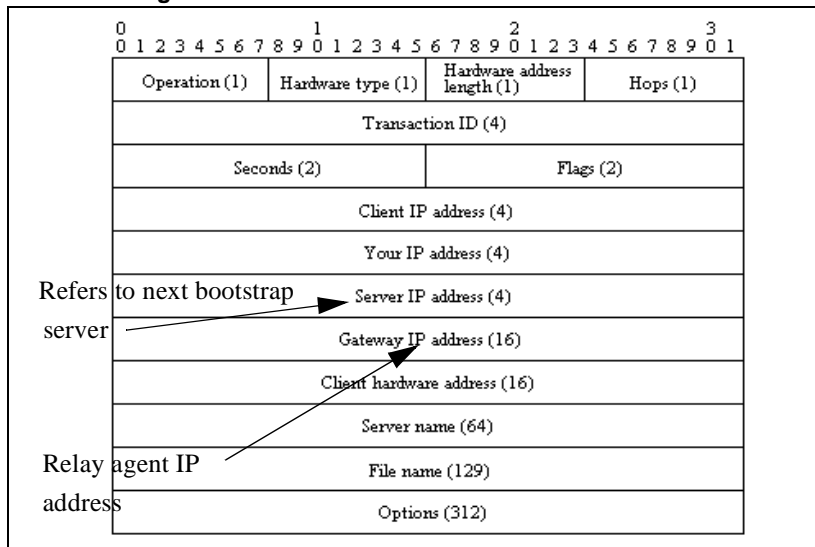 0 1 2 3
0 1 2 3 4 5 6 7 8 9 0 1 2 3 4 5 6 7 8 9 0 1 2 3 4 5 6 7 8 9 0 1
Operation (1) Hardware type (1) Hardware address length (1) Hops (1)
Transaction ID (4)
Seconds (2) Flags (2)
Client IP address (4)
Your IP address (4)
Refers to next bootstrap server
Server IP address (4)
Gateway IP address (16)
Client hardware address (16)
Server name (64)
Relay agent IP address
File name (129)
Options (312)